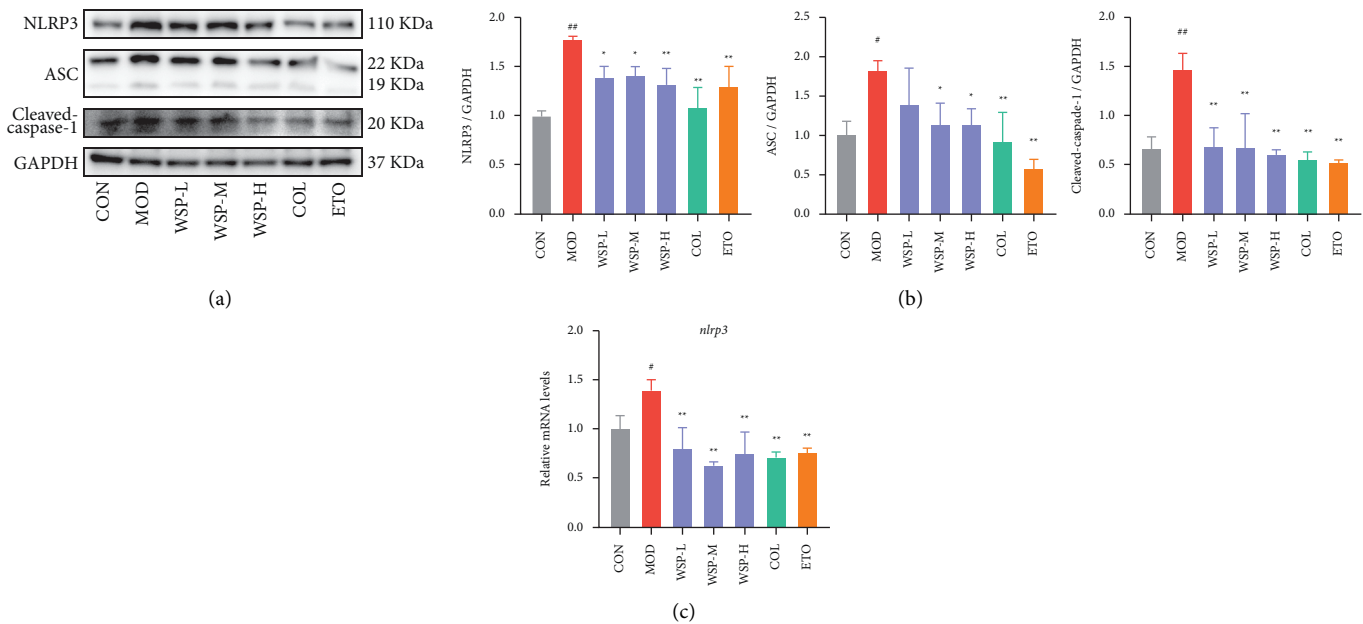 NLRP3
110 KDa
ASC
22 KDa
19 KDa
Cleaved-
caspase-1
20 KDa
GAPDH
37 KDa
CON
MOD
WSP-L
WSP-M
WSP-H
COL
ETO
(a)
NLRP3 / GAPDH
2.0
1.5
1.0
0.5
0.0
##
*
*
**
**
**
CON
MOD
WSP-L
WSP-M
WSP-H
COL
ETO
ASC / GAPDH
2.5
2.0
1.5
1.0
0.5
0.0
#
*
*
**
**
CON
MOD
WSP-L
WSP-M
WSP-H
COL
ETO
Cleaved-caspade-1 / GAPDH
2.0
1.5
1.0
0.5
0.0
##
**
**
**
**
**
CON
MOD
WSP-L
WSP-M
WSP-H
COL
ETO
(b)
nlrp3
Relative mRNA levels
2.0
1.5
1.0
0.5
0.0
#
**
**
**
**
**
CON
MOD
WSP-L
WSP-M
WSP-H
COL
ETO
(c)